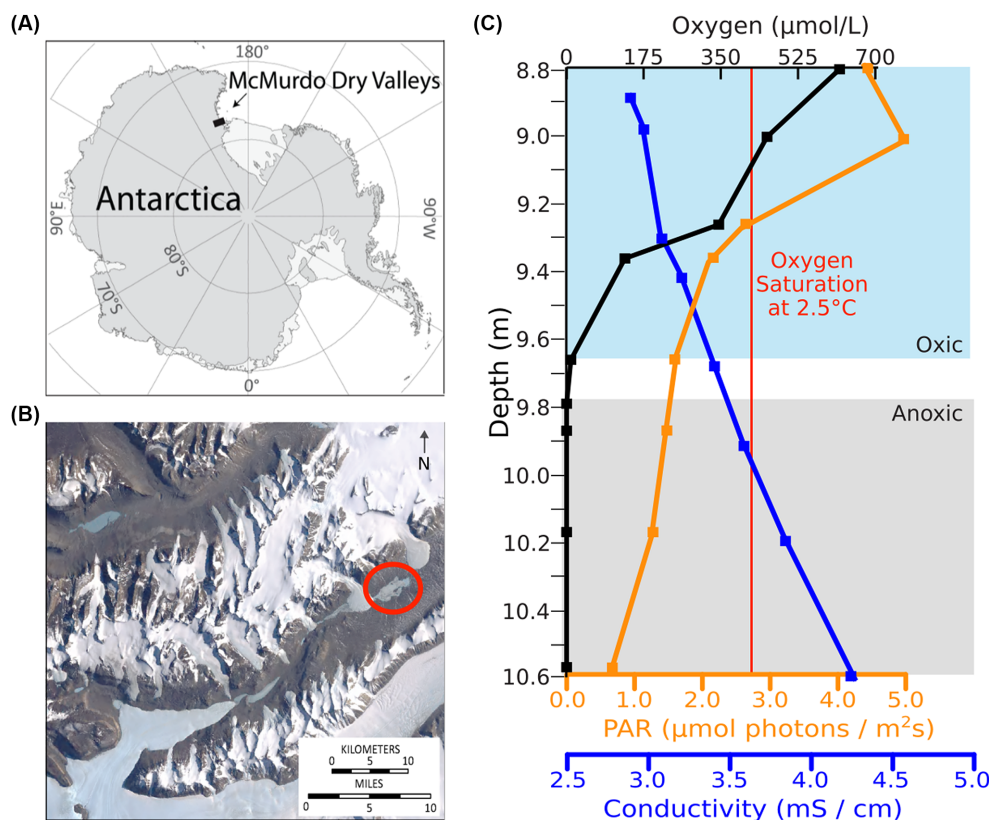 (A)
180°
McMurdo Dry Valleys
Antarctica
90°E
90°W
80°S
70°S
0°
(B)
N
KILOMETERS
0 5 10
MILES
0 5 10
(C)
Oxygen (µmol/L)
0 175 350 525 700
8.8
9.0
9.2
9.4
9.6
9.8
10.0
10.2
10.4
10.6
Depth (m)
Oxygen
Saturation
at 2.5°C
Oxic
Anoxic
0.0 1.0 2.0 3.0 4.0 5.0
PAR (µmol photons / m²s)
2.5 3.0 3.5 4.0 4.5 5.0
Conductivity (mS / cm)